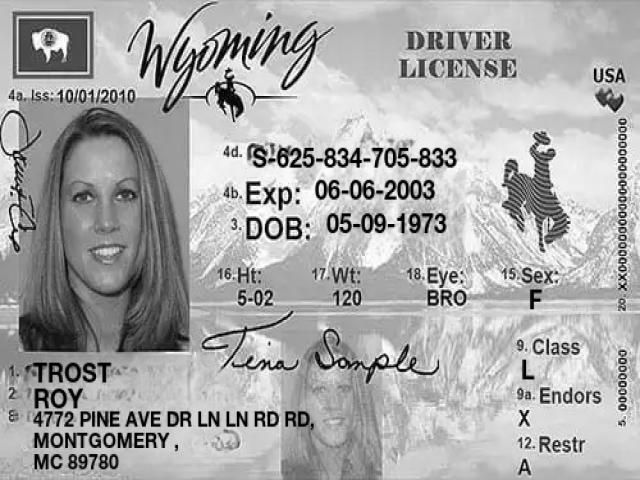 Wyoming
DRIVER
LICENSE
USA
4a. Iss: 10/01/2010
4d. S-625-834-705-833
4b. Exp: 06-06-2003
3. DOB: 05-09-1973
16. Ht: 17. Wt: 18. Eye: 15. Sex:
5-02 120 BRO F
Tina Sample
9. Class
L
9a. Endors
X
12. Restr
A
1. TROST
2. ROY
8. 4772 PINE AVE DR LN LN RD RD,
MONTGOMERY ,
MC 89780
5. 00000000